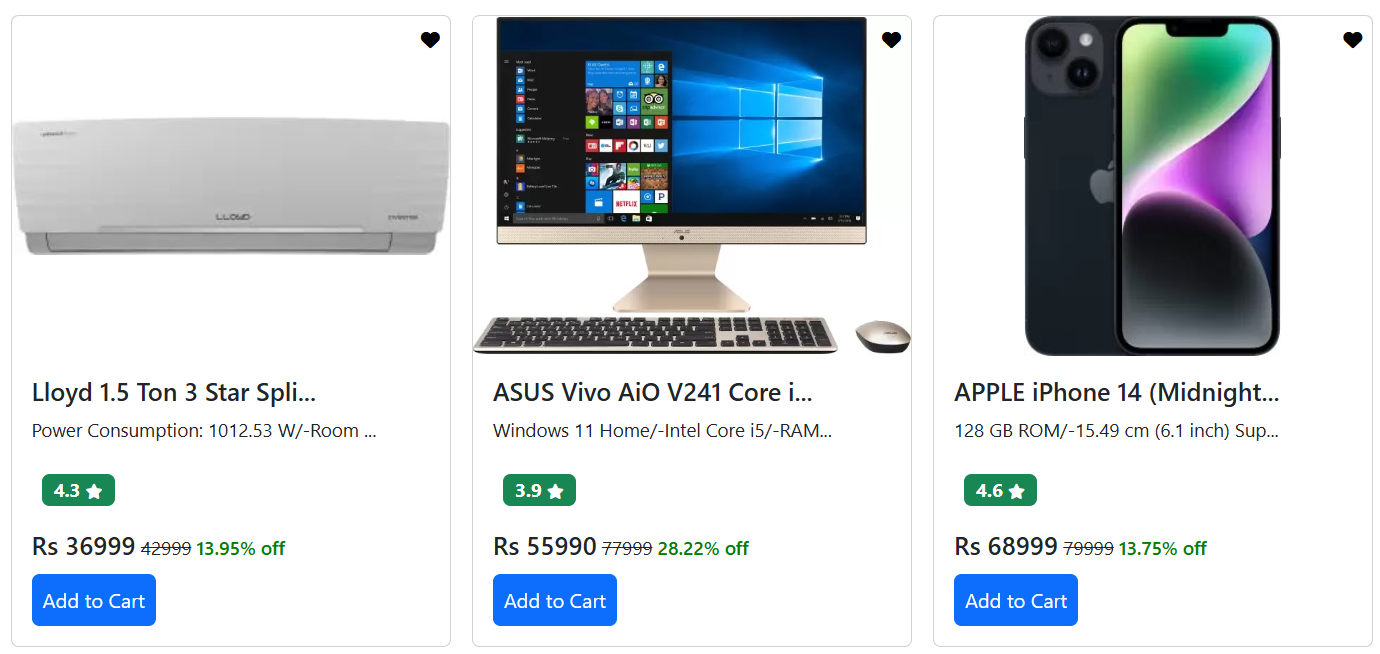 LLOYD
INVERTER
ASUS
NETFLIX
Lloyd 1.5 Ton 3 Star Spli...
Power Consumption: 1012.53 W/-Room ...
4.3
Rs 36999 42999 13.95% off
Add to Cart
ASUS Vivo AiO V241 Core i...
Windows 11 Home/-Intel Core i5/-RAM...
3.9
Rs 55990 77999 28.22% off
Add to Cart
APPLE iPhone 14 (Midnight...
128 GB ROM/-15.49 cm (6.1 inch) Sup...
4.6
Rs 68999 79999 13.75% off
Add to Cart